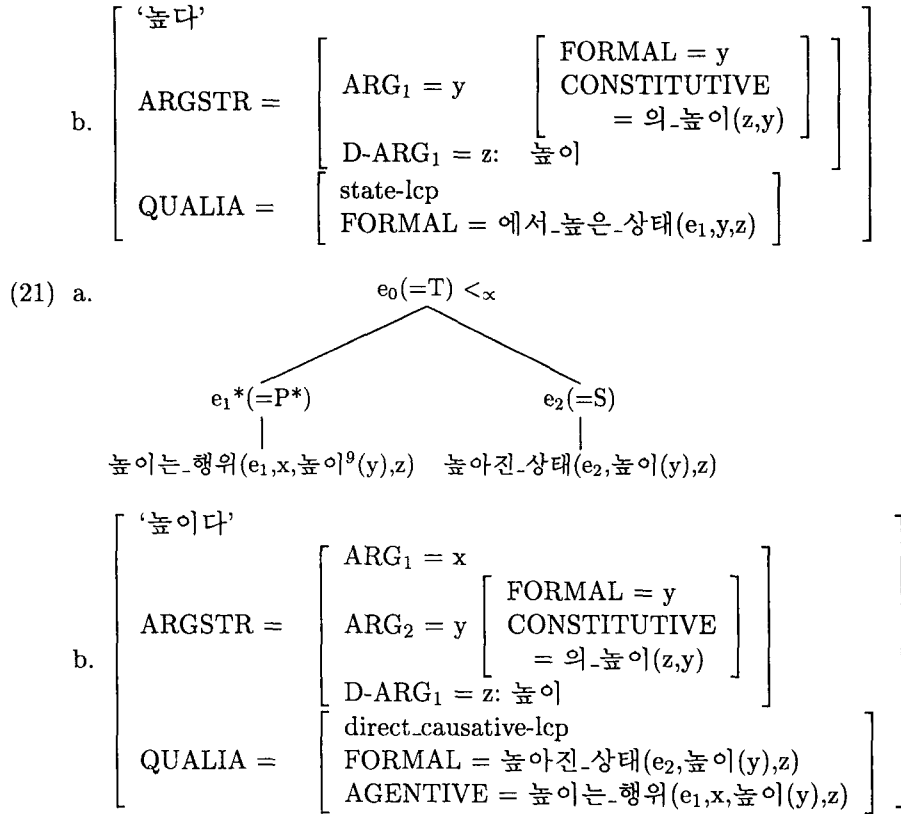 ‘높다’
ARGSTR = ARG₁ = y FORMAL = y
CONSTITUTIVE
= 의_높이(z,y)
D-ARG₁ = z: 높이
b.
QUALIA = state-lcp
FORMAL = 에서_높은_상태(e₁,y,z)
(21) a. e₀(=T) <∝
e₁*(=P*) e₂(=S)
높이는_행위(e₁,x,높이⁹(y),z) 높아진_상태(e₂,높이(y),z)
‘높이다’
ARG₁ = x
ARGSTR = ARG₂ = y FORMAL = y
CONSTITUTIVE
= 의_높이(z,y)
b.
D-ARG₁ = z: 높이
direct_causative-lcp
QUALIA = FORMAL = 높아진_상태(e₂,높이(y),z)
AGENTIVE = 높이는_행위(e₁,x,높이(y),z)